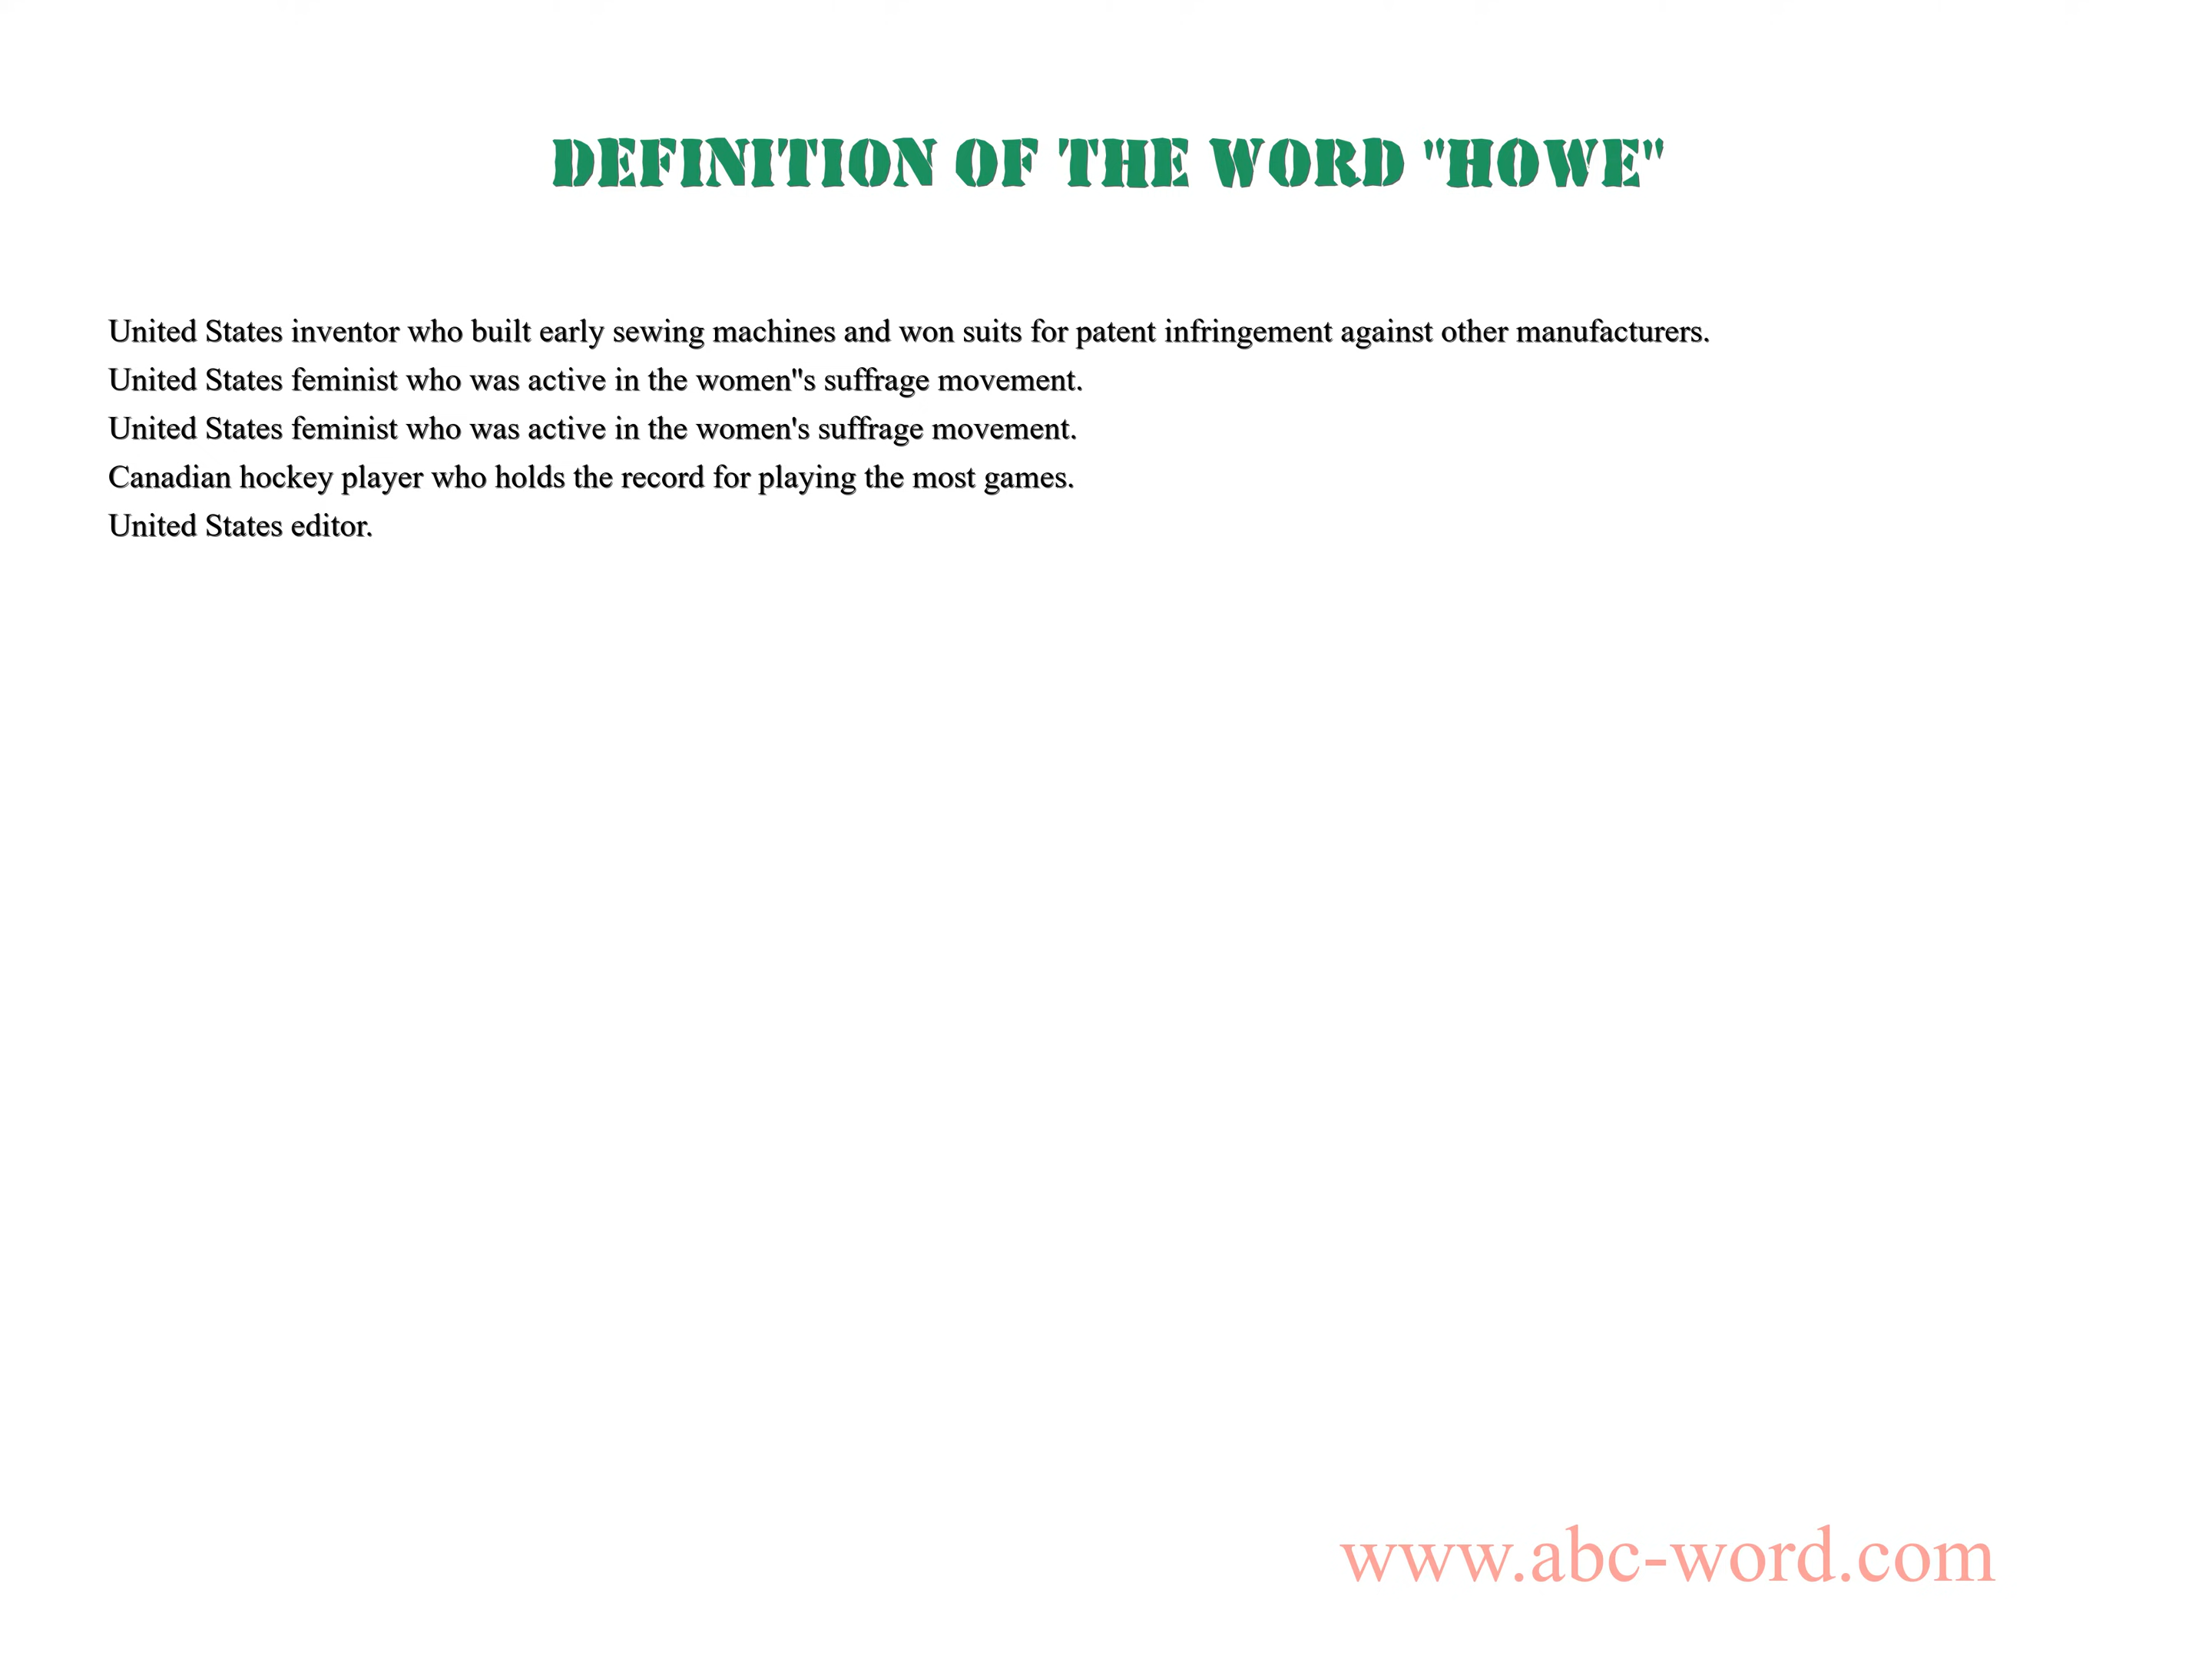 DEFINITION OF THE WORD "HOWE"
United States inventor who built early sewing machines and won suits for patent infringement against other manufacturers.
United States feminist who was active in the women''s suffrage movement.
United States feminist who was active in the women's suffrage movement.
Canadian hockey player who holds the record for playing the most games.
United States editor.
www.abc-word.com